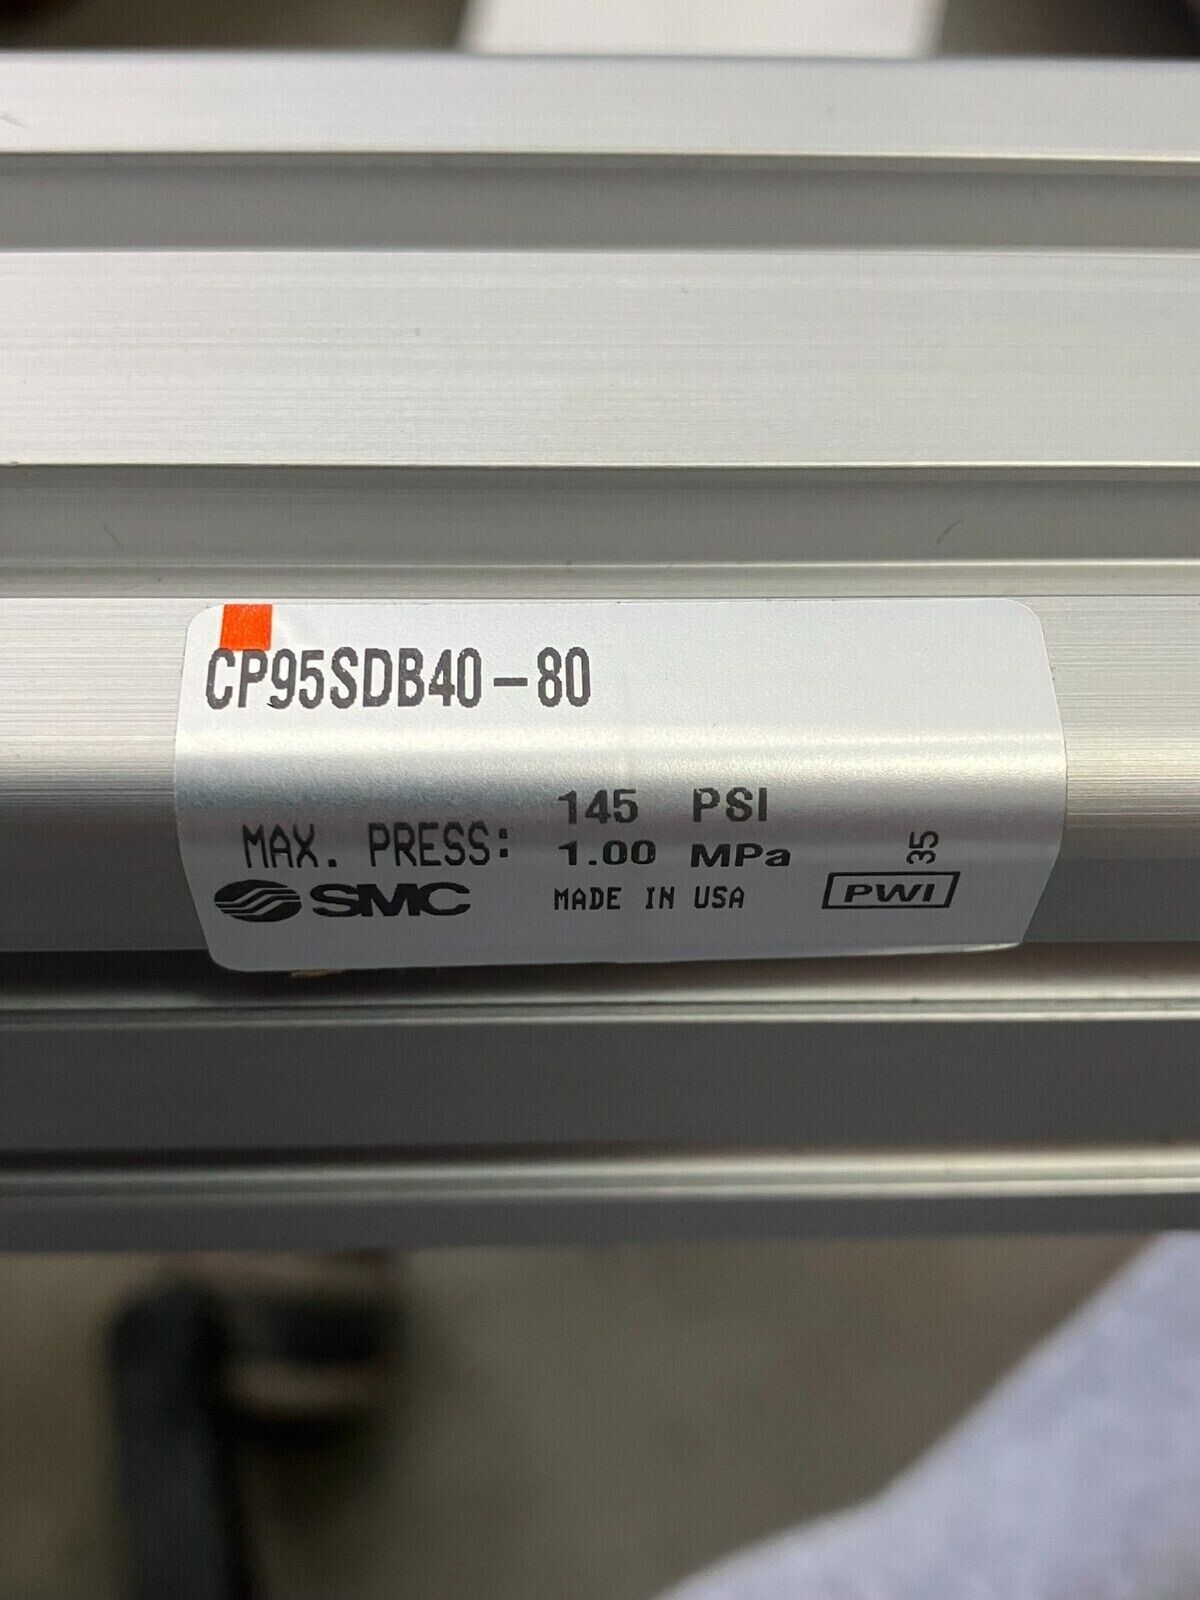 CP95SDB40-80
145 PSI
MAX. PRESS: 1.00 MPa
35
SMC MADE IN USA PWI